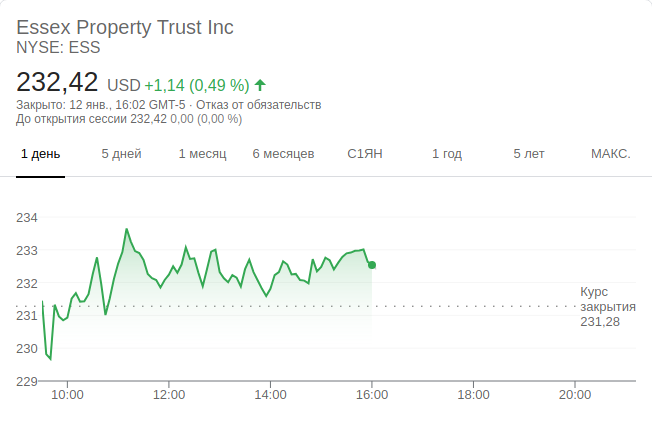 Essex Property Trust Inc
NYSE: ESS
232,42 USD +1,14 (0,49 %)
Закрыто: 12 янв., 16:02 GMT-5 · Отказ от обязательств
До открытия сессии 232,42 0,00 (0,00 %)
1 день 5 дней 1 месяц 6 месяцев С1ЯН 1 год 5 лет МАКС.
234
233
232
Курс
закрытия
231,28
231
230
229
10:00 12:00 14:00 16:00 18:00 20:00